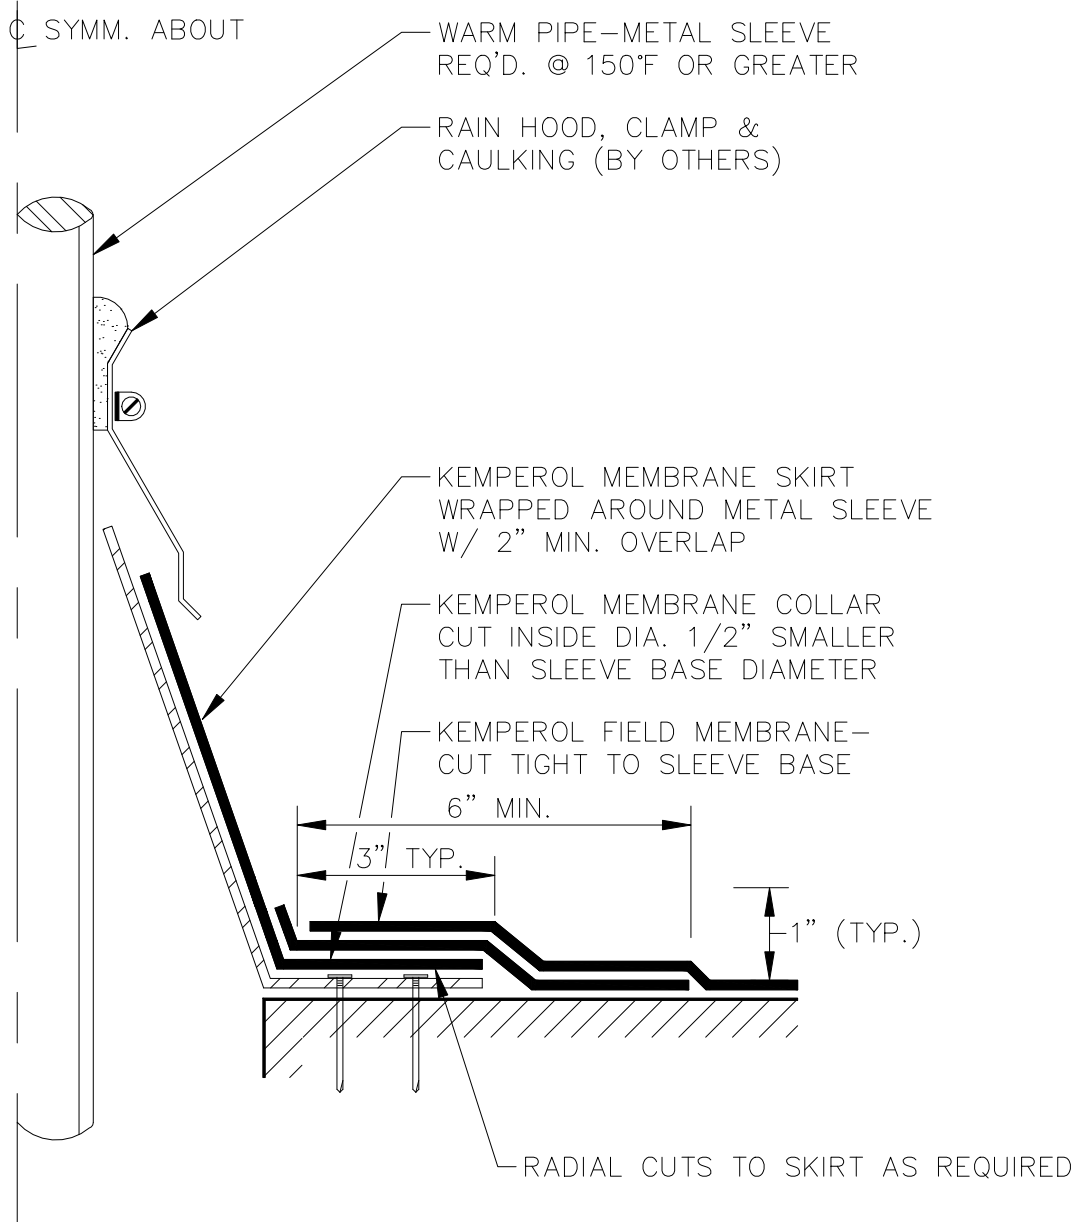 ℄ SYMM. ABOUT
WARM PIPE–METAL SLEEVE
REQ'D. @ 150°F OR GREATER
RAIN HOOD, CLAMP &
CAULKING (BY OTHERS)
KEMPEROL MEMBRANE SKIRT
WRAPPED AROUND METAL SLEEVE
W/ 2” MIN. OVERLAP
KEMPEROL MEMBRANE COLLAR
CUT INSIDE DIA. 1/2” SMALLER
THAN SLEEVE BASE DIAMETER
KEMPEROL FIELD MEMBRANE–
CUT TIGHT TO SLEEVE BASE
6” MIN.
3” TYP.
1” (TYP.)
RADIAL CUTS TO SKIRT AS REQUIRED